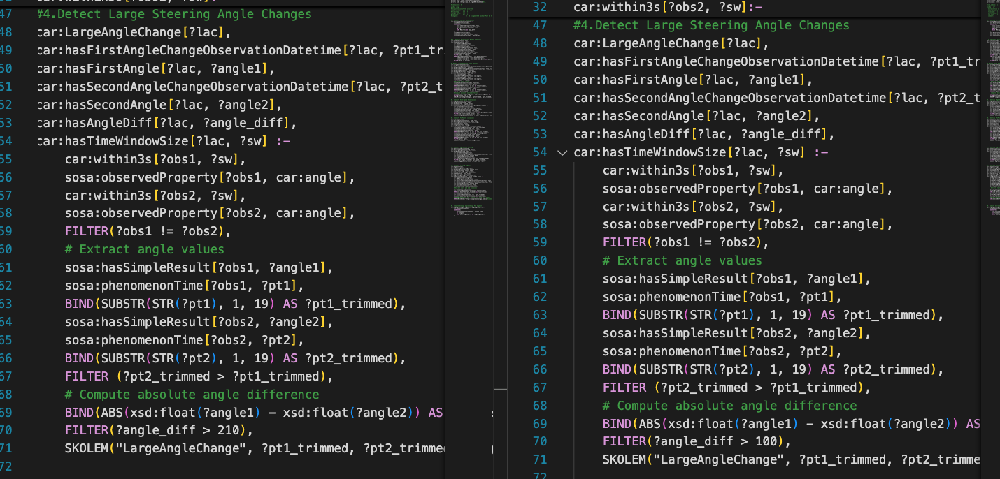 47 #4.Detect Large Steering Angle Changes
48 car:LargeAngleChange[?lac],
49 car:hasFirstAngleChangeObservationDatetime[?lac, ?pt1_tr
50 car:hasFirstAngle[?lac, ?angle1],
51 car:hasSecondAngleChangeObservationDatetime[?lac, ?pt2_t
52 car:hasSecondAngle[?lac, ?angle2],
53 car:hasAngleDiff[?lac, ?angle_diff],
54 car:hasTimeWindowSize[?lac, ?sw] :-
55 car:within3s[?obs1, ?sw],
56 sosa:observedProperty[?obs1, car:angle],
57 car:within3s[?obs2, ?sw],
58 sosa:observedProperty[?obs2, car:angle],
59 FILTER(?obs1 != ?obs2),
60 # Extract angle values
61 sosa:hasSimpleResult[?obs1, ?angle1],
62 sosa:phenomenonTime[?obs1, ?pt1],
63 BIND(SUBSTR(STR(?pt1), 1, 19) AS ?pt1_trimmed),
64 sosa:hasSimpleResult[?obs2, ?angle2],
65 sosa:phenomenonTime[?obs2, ?pt2],
66 BIND(SUBSTR(STR(?pt2), 1, 19) AS ?pt2_trimmed),
67 FILTER (?pt2_trimmed > ?pt1_trimmed),
68 # Compute absolute angle difference
69 BIND(ABS(xsd:float(?angle1) - xsd:float(?angle2)) AS
70 FILTER(?angle_diff > 210),
71 SKOLEM("LargeAngleChange", ?pt1_trimmed, ?pt2_trimme
72
32 car:within3s[?obs2, ?sw]:-
47 #4.Detect Large Steering Angle Changes
48 car:LargeAngleChange[?lac],
49 car:hasFirstAngleChangeObservationDatetime[?lac, ?pt1_tr
50 car:hasFirstAngle[?lac, ?angle1],
51 car:hasSecondAngleChangeObservationDatetime[?lac, ?pt2_t
52 car:hasSecondAngle[?lac, ?angle2],
53 car:hasAngleDiff[?lac, ?angle_diff],
54 car:hasTimeWindowSize[?lac, ?sw] :-
55 car:within3s[?obs1, ?sw],
56 sosa:observedProperty[?obs1, car:angle],
57 car:within3s[?obs2, ?sw],
58 sosa:observedProperty[?obs2, car:angle],
59 FILTER(?obs1 != ?obs2),
60 # Extract angle values
61 sosa:hasSimpleResult[?obs1, ?angle1],
62 sosa:phenomenonTime[?obs1, ?pt1],
63 BIND(SUBSTR(STR(?pt1), 1, 19) AS ?pt1_trimmed),
64 sosa:hasSimpleResult[?obs2, ?angle2],
65 sosa:phenomenonTime[?obs2, ?pt2],
66 BIND(SUBSTR(STR(?pt2), 1, 19) AS ?pt2_trimmed),
67 FILTER (?pt2_trimmed > ?pt1_trimmed),
68 # Compute absolute angle difference
69 BIND(ABS(xsd:float(?angle1) - xsd:float(?angle2)) AS
70 FILTER(?angle_diff > 100),
71 SKOLEM("LargeAngleChange", ?pt1_trimmed, ?pt2_trimme
72